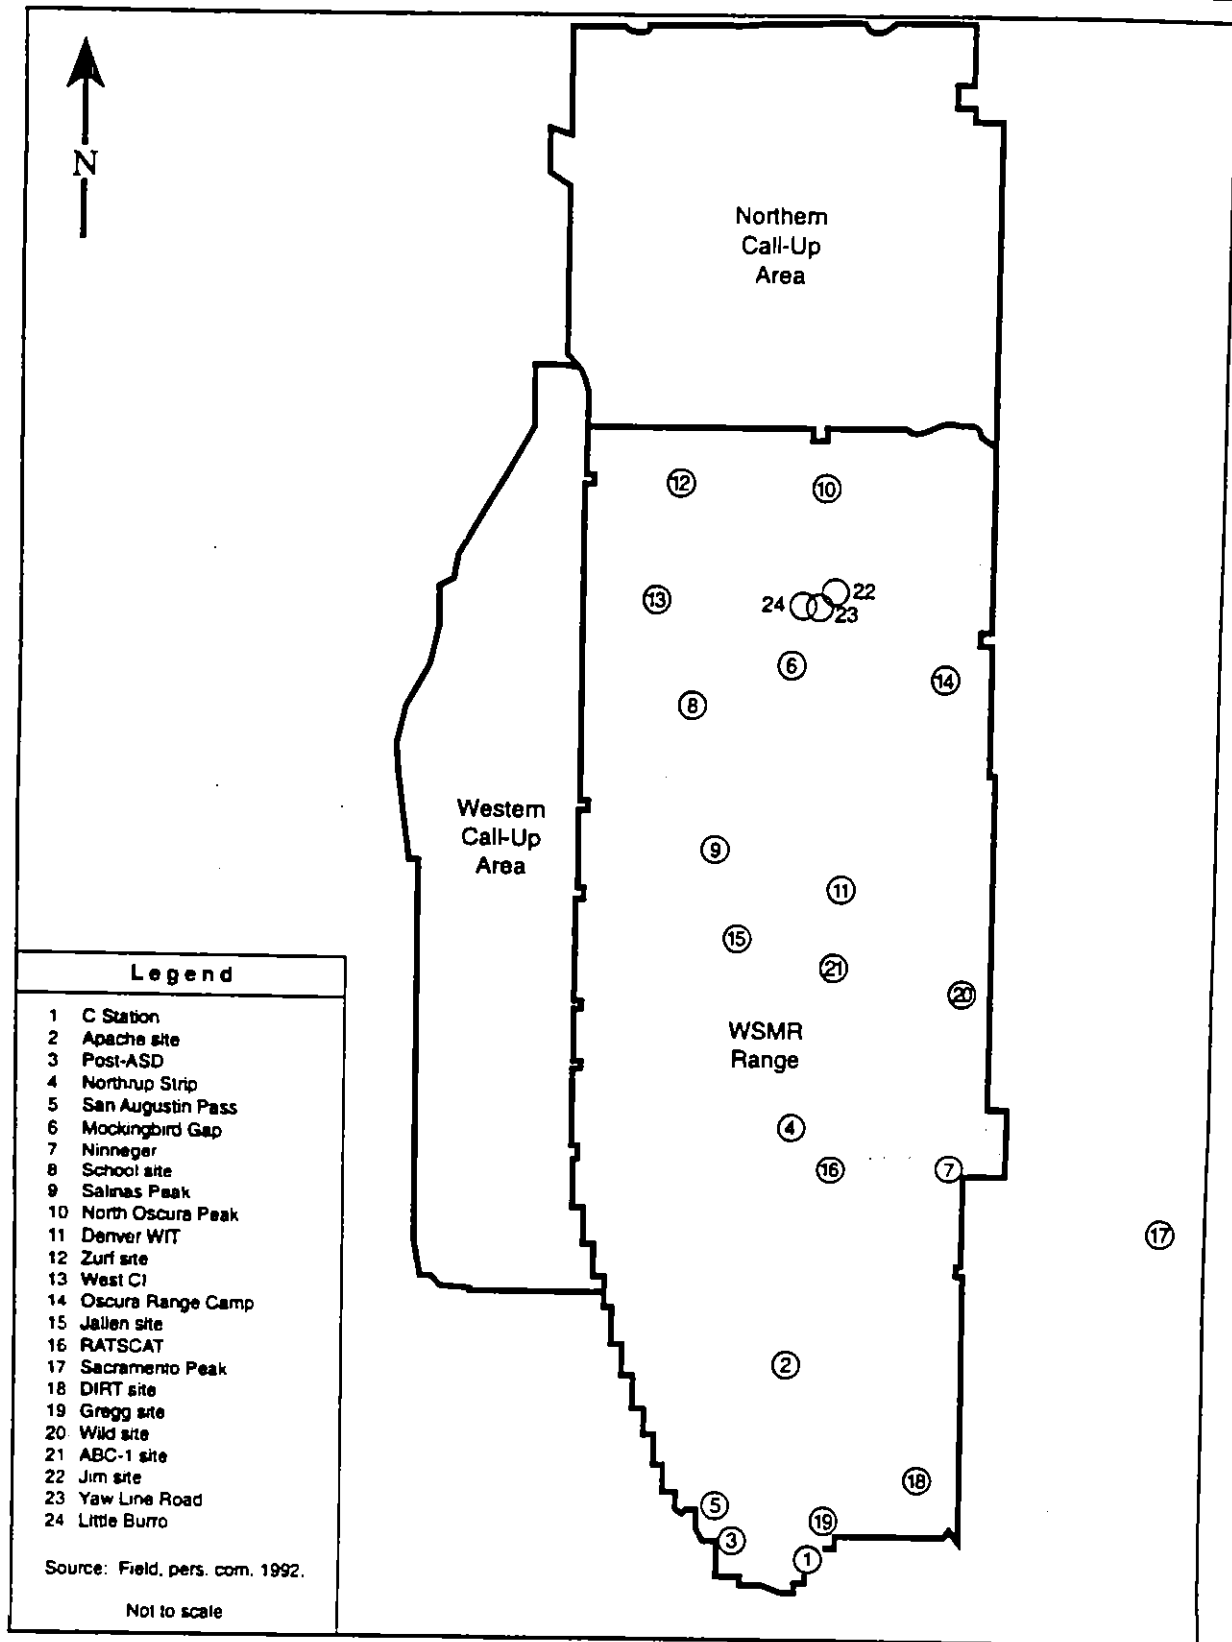 N
Northern
Call-Up
Area
12
10
13
24
22
23
6
14
8
Western
Call-Up
Area
9
11
15
21
20
WSMR
Range
4
16
7
17
2
18
5
19
3
1
Legend
1 C Station
2 Apache site
3 Post-ASD
4 Northrup Strip
5 San Augustin Pass
6 Mockingbird Gap
7 Ninneger
8 School site
9 Salinas Peak
10 North Oscura Peak
11 Denver WIT
12 Zurf site
13 West CI
14 Oscura Range Camp
15 Jallen site
16 RATSCAT
17 Sacramento Peak
18 DIRT site
19 Gregg site
20 Wild site
21 ABC-1 site
22 Jim site
23 Yaw Line Road
24 Little Burro
Source: Field, pers. com. 1992.
Not to scale